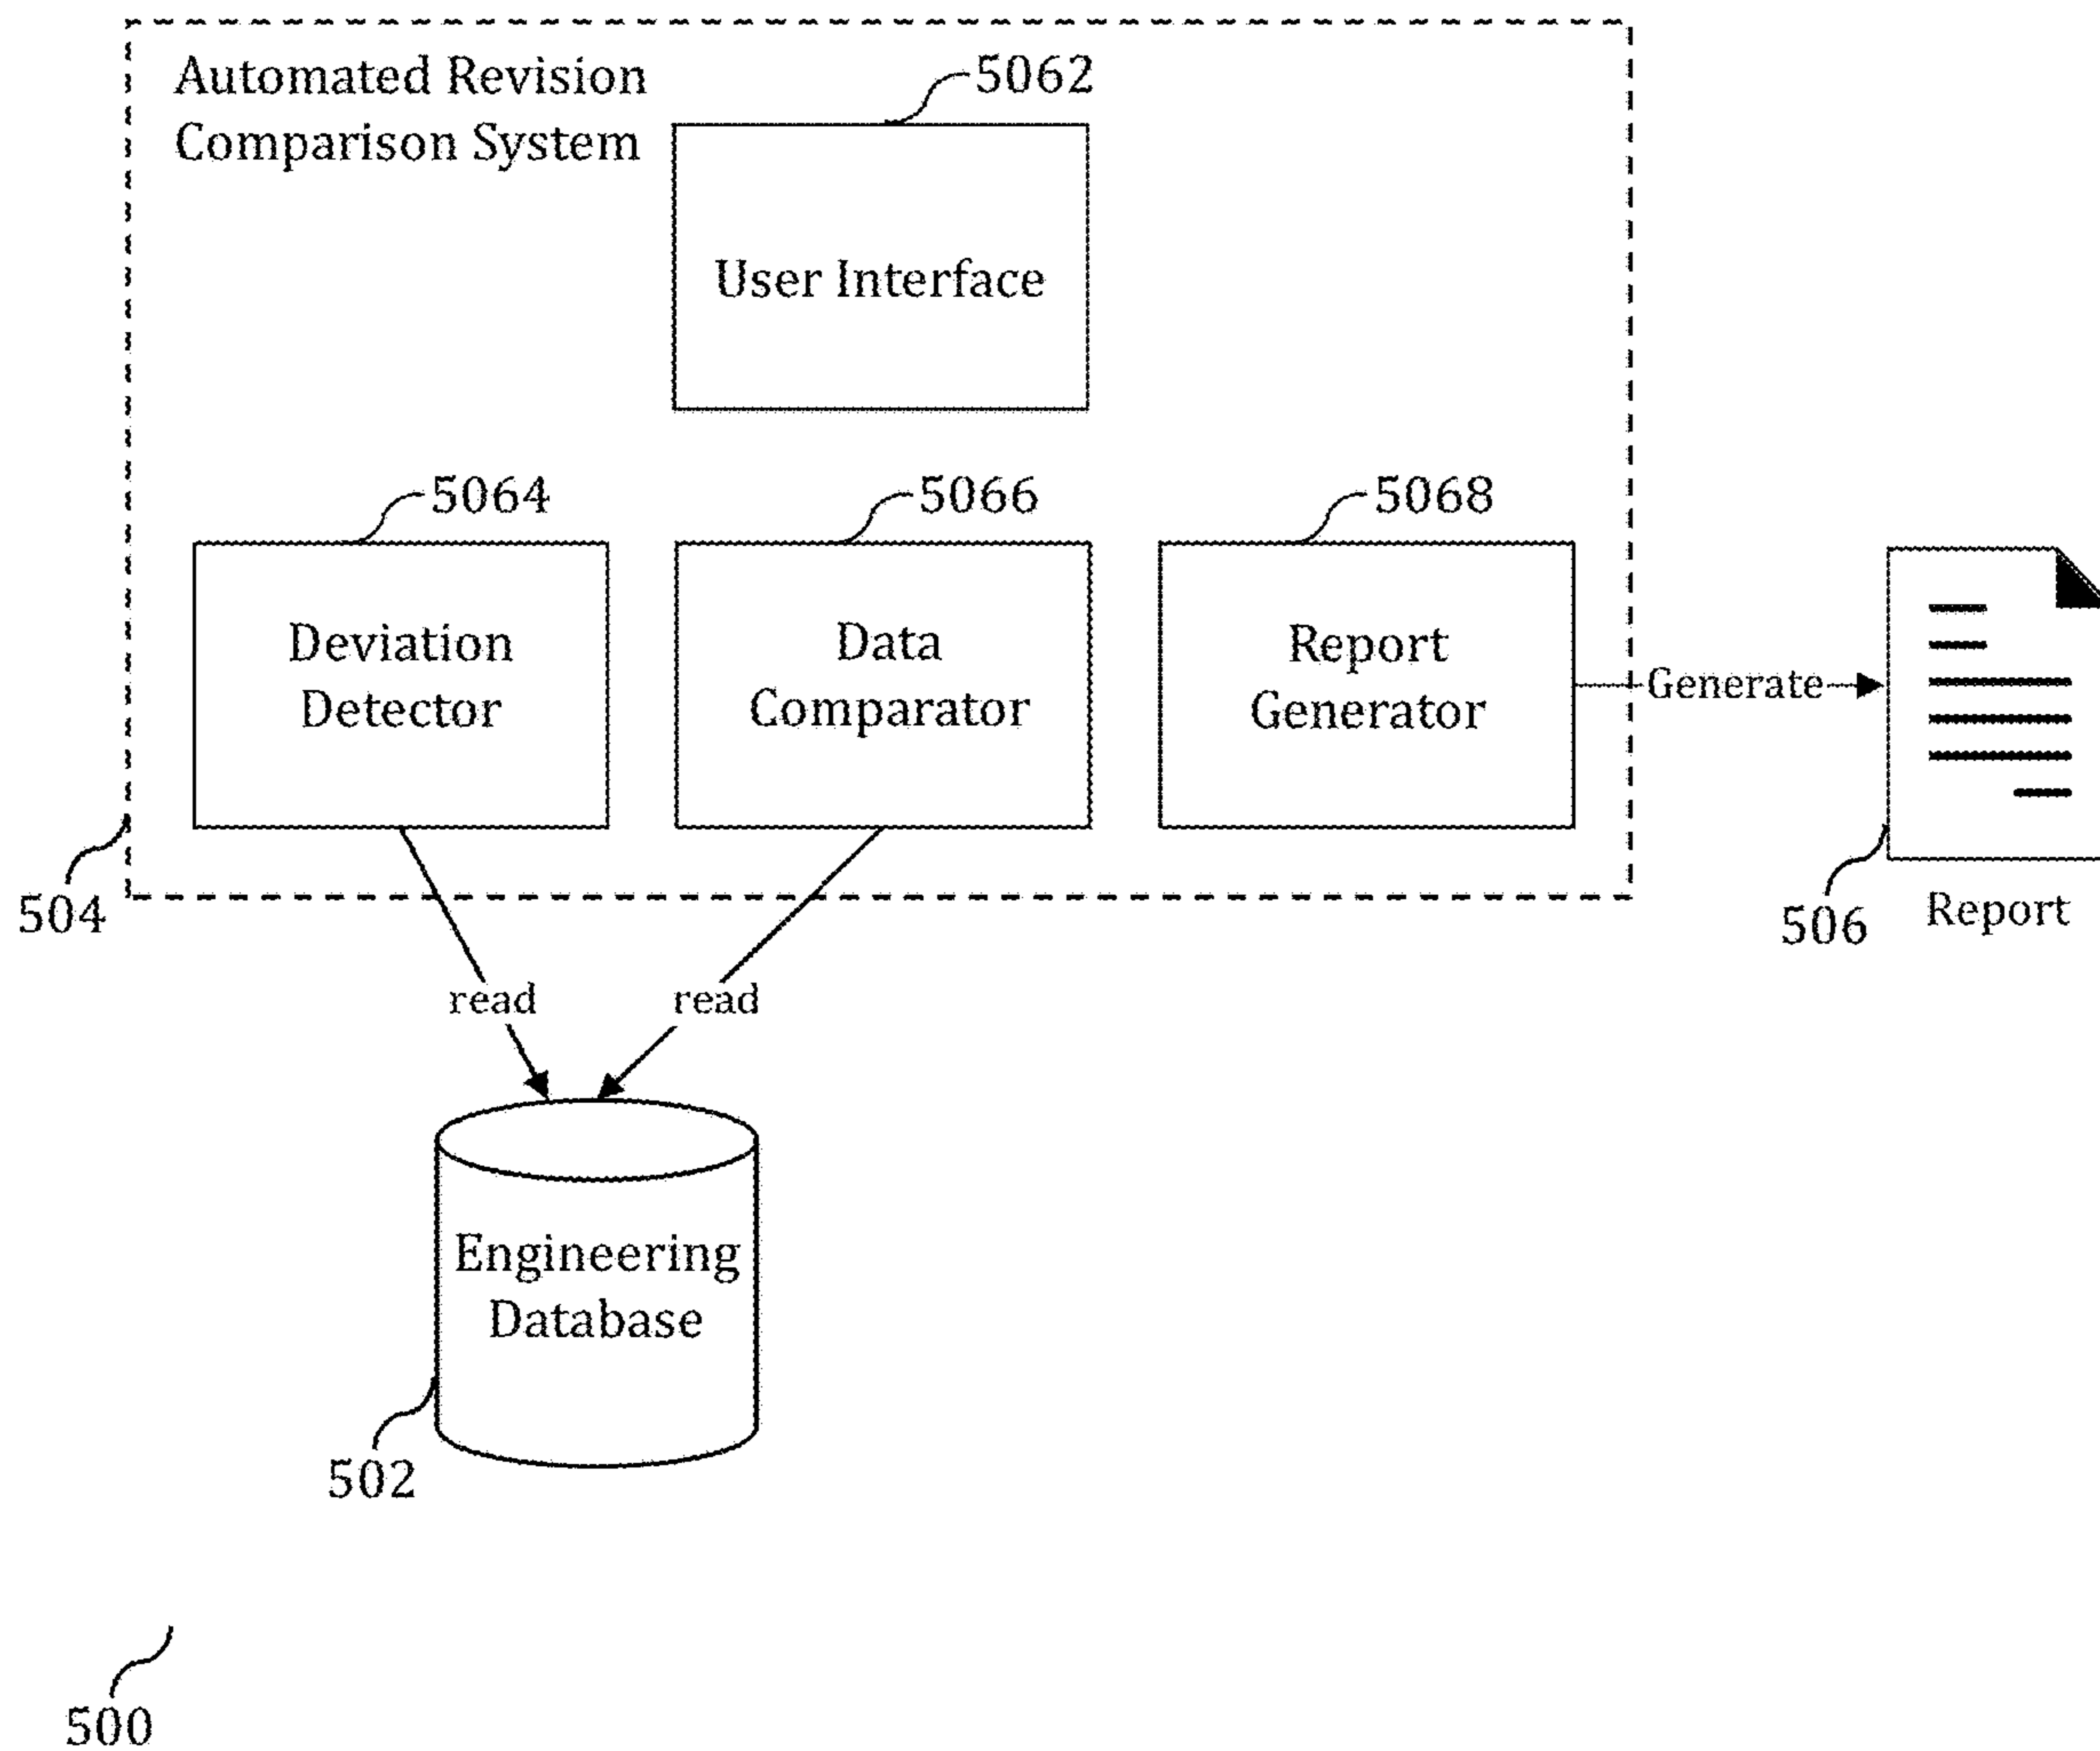 Automated Revision
Comparison System
5062
User Interface
5064
5066
5068
Deviation
Detector
Data
Comparator
Report
Generator
Generate
504
506
Report
read
read
Engineering
Database
502
500